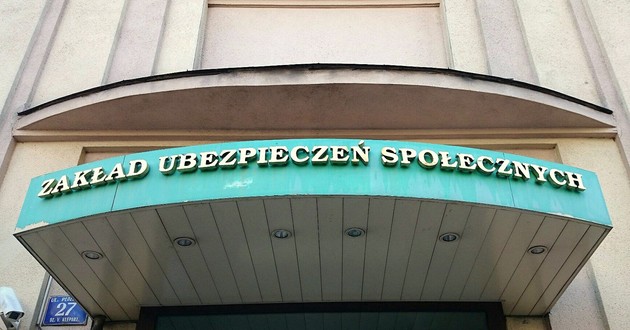 ZAKŁAD UBEZPIECZEŃ SPOŁECZNYCH
27